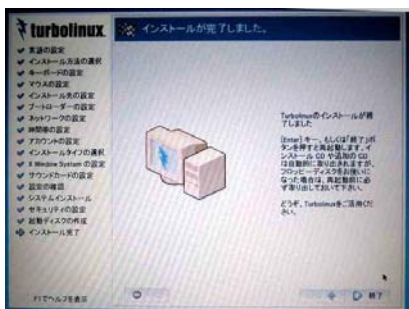 turbolinux
インストールが完了しました。
言語の設定
インストール方法の選択
キーボードの設定
マウスの設定
インストール先の設定
ブートローダーの設定
ネットワークの設定
時間帯の設定
アカウントの設定
インストールタイプの選択
X Window System の設定
サウンドカードの設定
設定の確認
システムインストール
セキュリティの設定
起動ディスクの作成
インストール完了
Turbolinuxのインストールが終
了しました
[Enter] キー、もしくは「終了」ボ
タンを押すと再起動します。イ
ンストール CD や追加の CD
は自動的に取り出されますが、
フロッピーディスクをお使いに
なった場合は、再起動前に必
ず取り出しておいて下さい。
どうぞ、Turbolinuxをご活用くだ
さい。
F1でヘルプを表示
終了